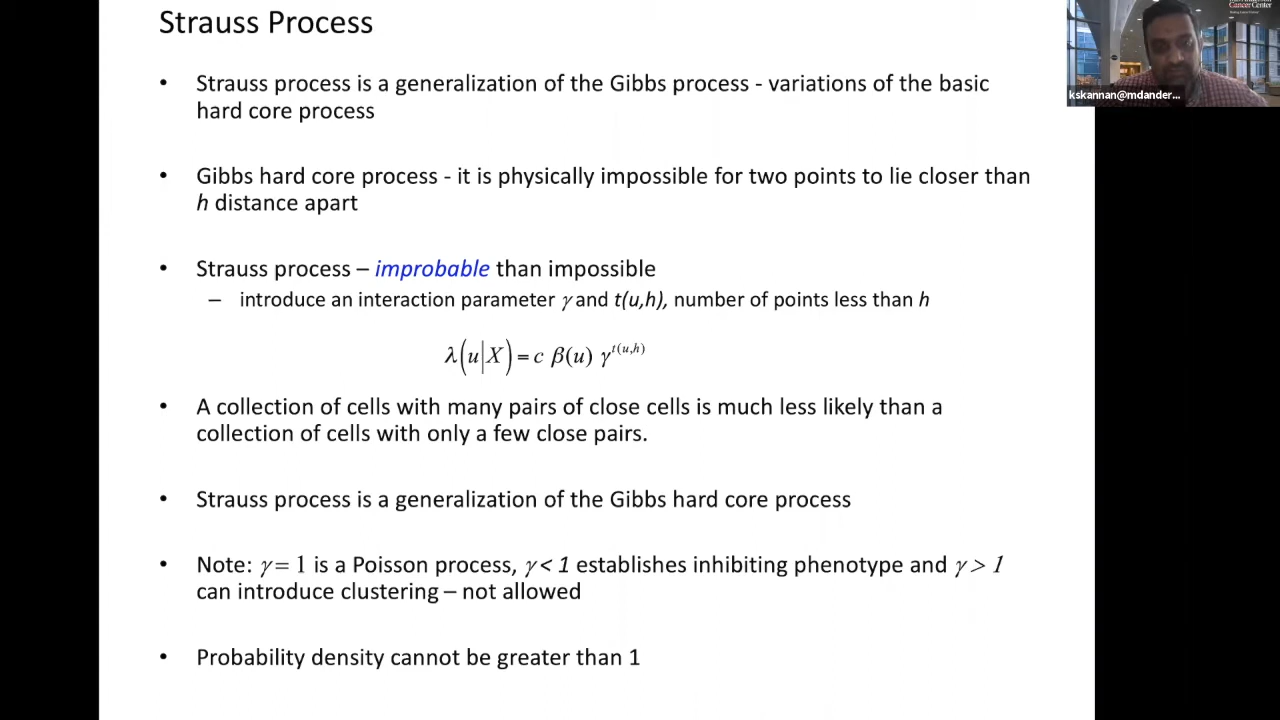 Strauss Process
• Strauss process is a generalization of the Gibbs process - variations of the basic
hard core process
• Gibbs hard core process - it is physically impossible for two points to lie closer than
h distance apart
• Strauss process – improbable than impossible
– introduce an interaction parameter γ and t(u,h), number of points less than h
λ(u|X) = c β(u) γ^t(u,h)
• A collection of cells with many pairs of close cells is much less likely than a
collection of cells with only a few close pairs.
• Strauss process is a generalization of the Gibbs hard core process
• Note: γ = 1 is a Poisson process, γ < 1 establishes inhibiting phenotype and γ > 1
can introduce clustering – not allowed
• Probability density cannot be greater than 1
Cancer Center
kskannan@mdander...